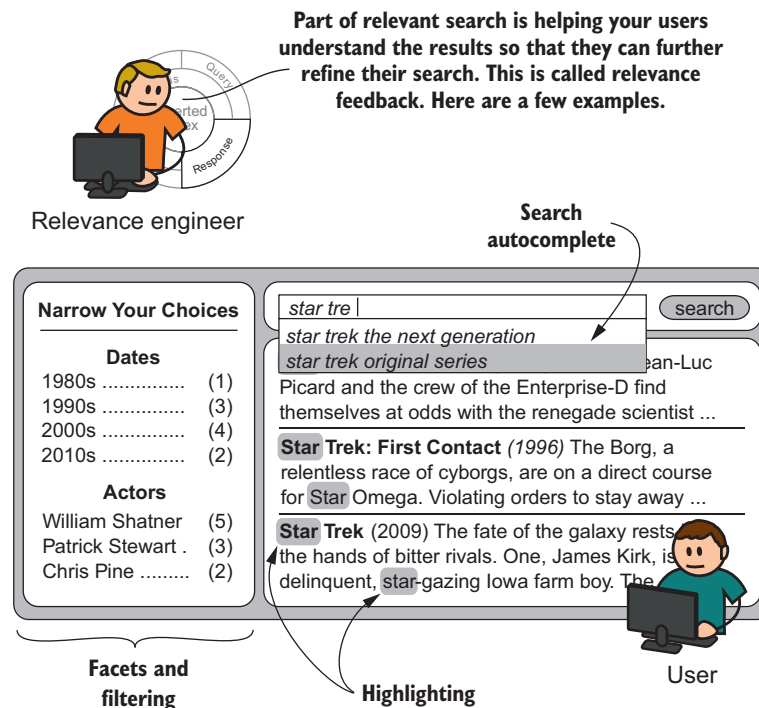 Part of relevant search is helping your users
understand the results so that they can further
refine their search. This is called relevance
feedback. Here are a few examples.
Query
Response
Relevance engineer
Search
autocomplete
Narrow Your Choices
Dates
1980s ............... (1)
1990s ............... (3)
2000s ............... (4)
2010s ............... (2)
Actors
William Shatner (5)
Patrick Stewart . (3)
Chris Pine ......... (2)
star tre
search
star trek the next generation
star trek original series
ean-Luc
Picard and the crew of the Enterprise-D find
themselves at odds with the renegade scientist ...
Star Trek: First Contact (1996) The Borg, a
relentless race of cyborgs, are on a direct course
for Star Omega. Violating orders to stay away ...
Star Trek (2009) The fate of the galaxy rests
the hands of bitter rivals. One, James Kirk, is
delinquent, star-gazing Iowa farm boy. The
User
Facets and
filtering
Highlighting